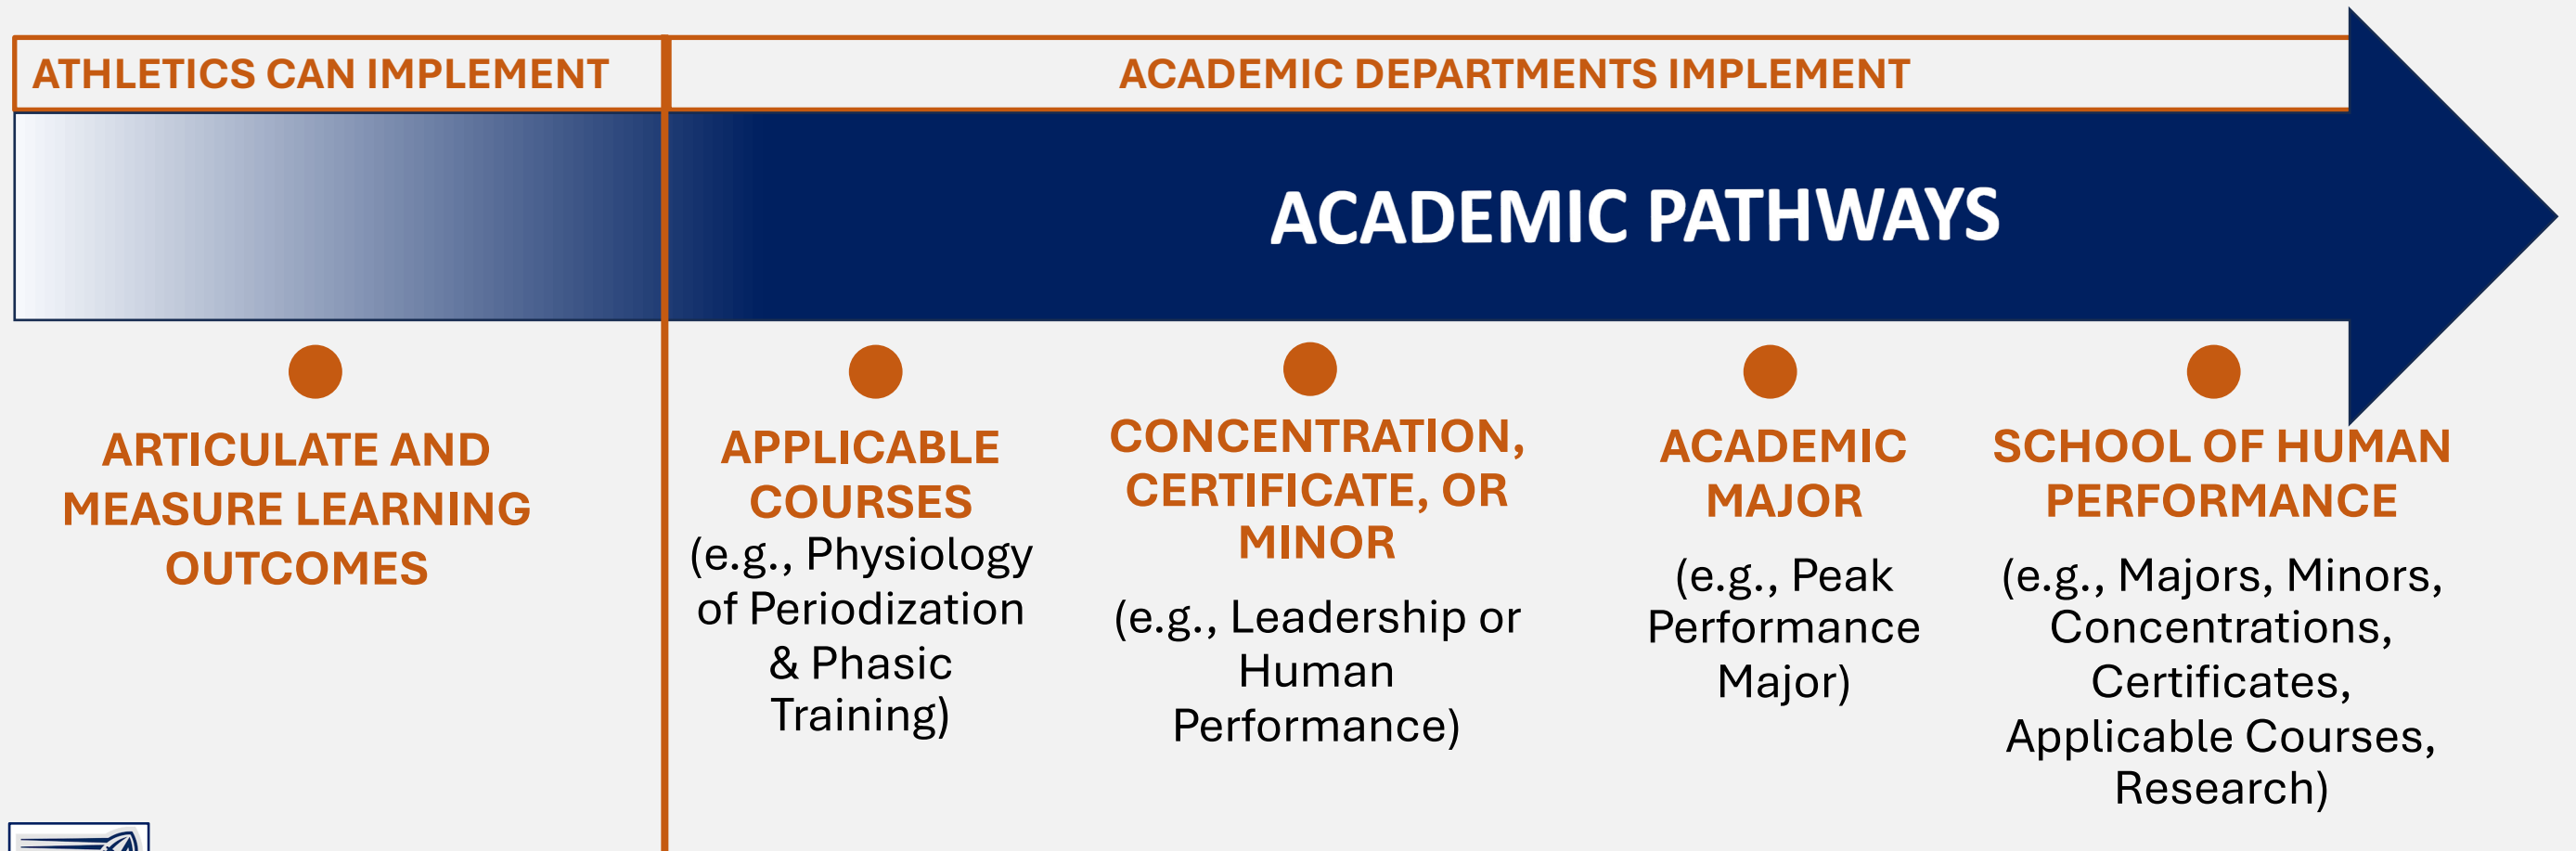 ATHLETICS CAN IMPLEMENT
ACADEMIC DEPARTMENTS IMPLEMENT
ACADEMIC PATHWAYS
ARTICULATE AND
MEASURE LEARNING
OUTCOMES
APPLICABLE
COURSES
(e.g., Physiology
of Periodization
& Phasic
Training)
CONCENTRATION,
CERTIFICATE, OR
MINOR
(e.g., Leadership or
Human
Performance)
ACADEMIC
MAJOR
(e.g., Peak
Performance
Major)
SCHOOL OF HUMAN
PERFORMANCE
(e.g., Majors, Minors,
Concentrations,
Certificates,
Applicable Courses,
Research)